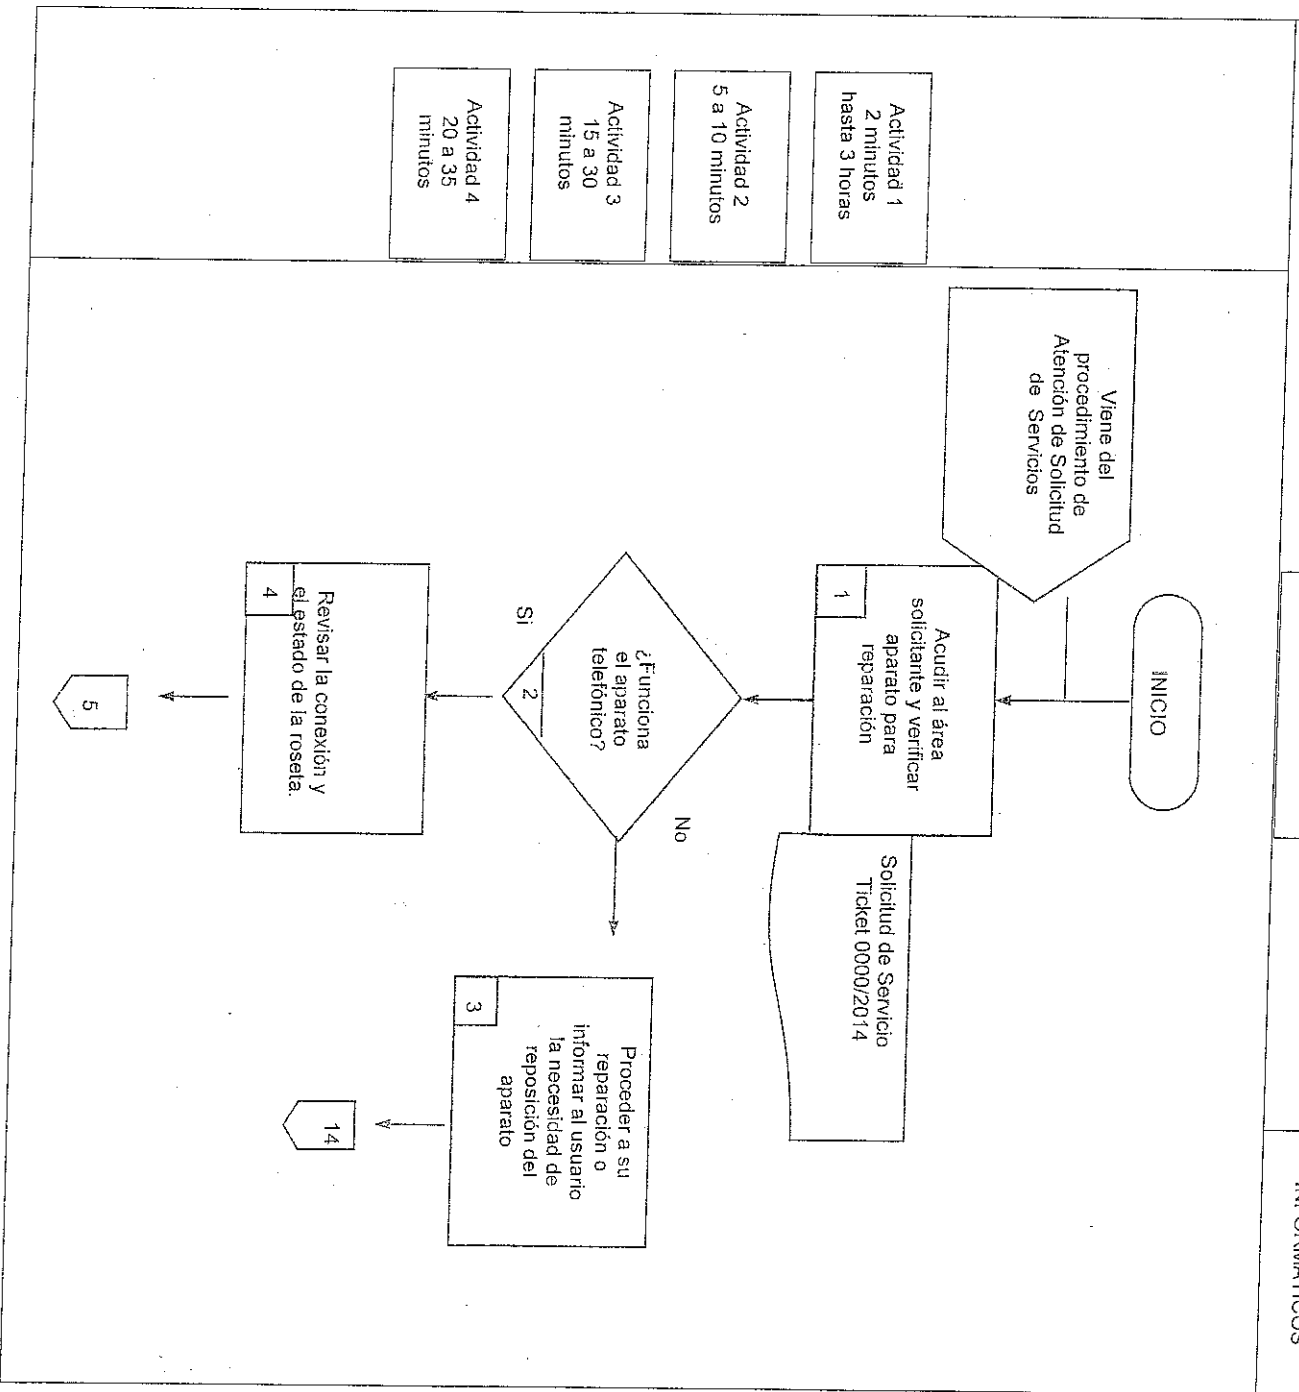 INFORMÁTICOS
Actividad 1
2 minutos
hasta 3 horas
Actividad 2
5 a 10 minutos
Actividad 3
15 a 30
minutos
Actividad 4
20 a 35
minutos
INICIO
Viene del
procedimiento de
Atención de Solicitud
de Servicios
Acudir al área
solicitante y verificar
aparato para
reparación
1
Solicitud de Servicio
Ticket 0000/2014
¿Funciona
el aparato
telefónico?
2
No
Si
Proceder a su
reparación o
informar al usuario
la necesidad de
reposición del
aparato
3
14
Revisar la conexión y
el estado de la roseta.
4
5